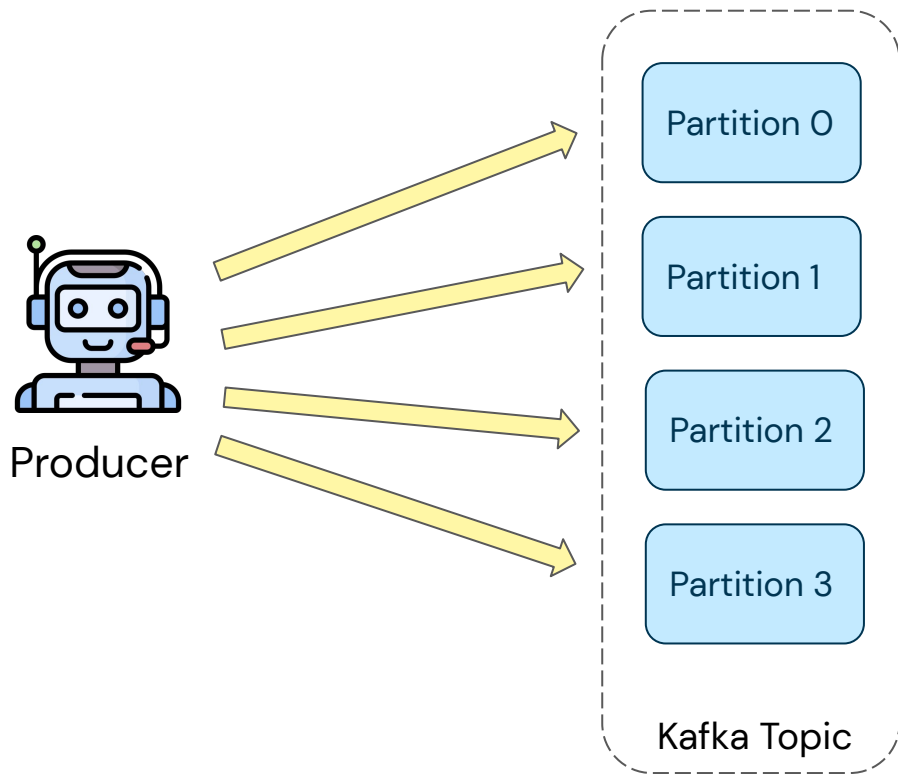 Partition 0
Partition 1
Partition 2
Partition 3
Producer
Kafka Topic